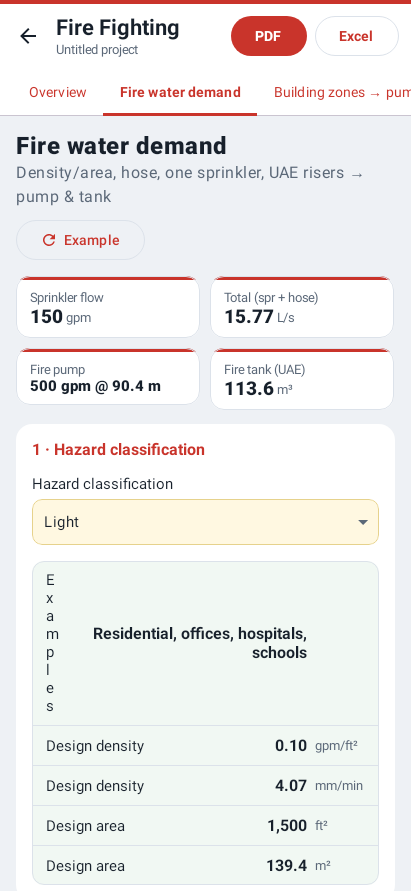 Fire Fighting
Untitled project
PDF
Excel
Overview
Fire water demand
Building zones → pum
Fire water demand
Density/area, hose, one sprinkler, UAE risers →
pump & tank
Example
Sprinkler flow
150 gpm
Total (spr + hose)
15.77 L/s
Fire pump
500 gpm @ 90.4 m
Fire tank (UAE)
113.6 m³
1 · Hazard classification
Hazard classification
Light
Examples
Residential, offices, hospitals,
schools
Design density 0.10 gpm/ft²
Design density 4.07 mm/min
Design area 1,500 ft²
Design area 139.4 m²